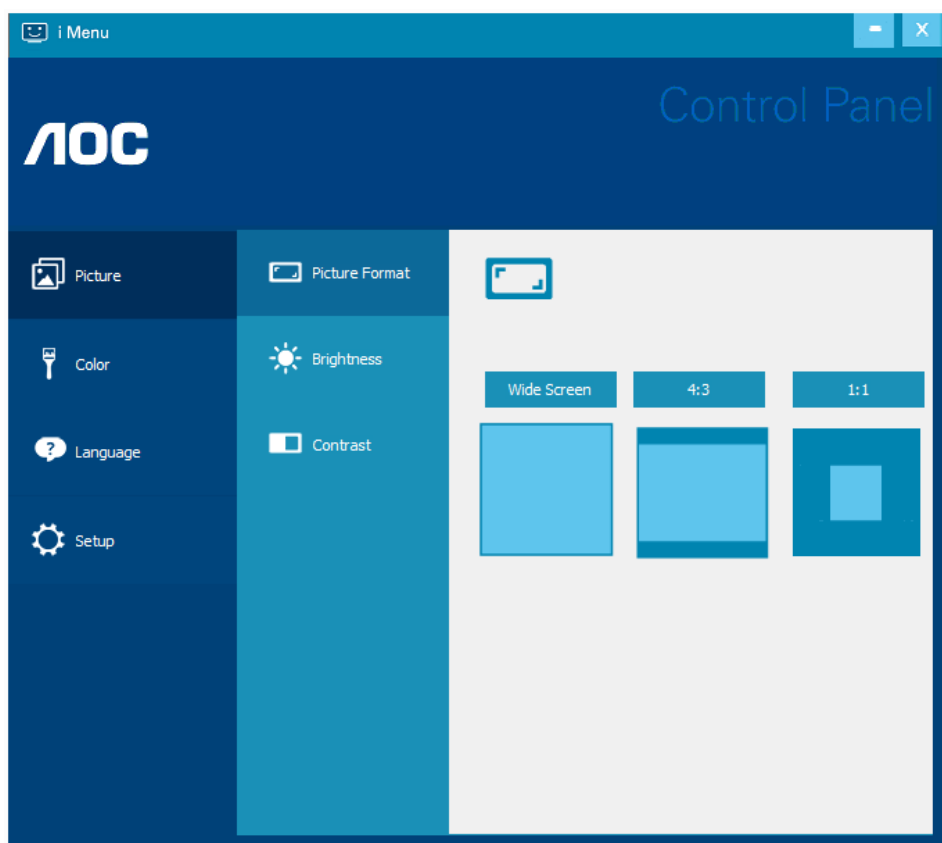 i Menu
Control Panel
AOC
Picture
Color
Language
Setup
Picture Format
Brightness
Contrast
Wide Screen
4:3
1:1